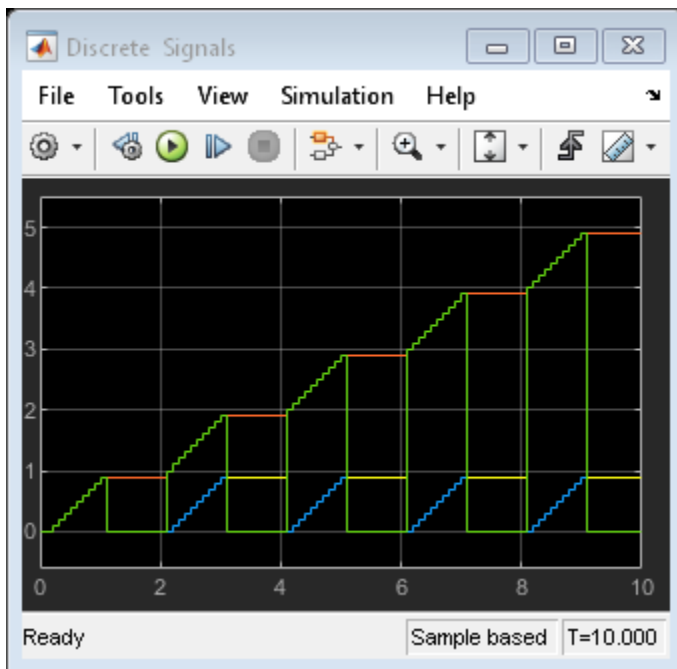 Discrete Signals
File Tools View Simulation Help
5
4
3
2
1
0
0 2 4 6 8 10
Ready Sample based T=10.000